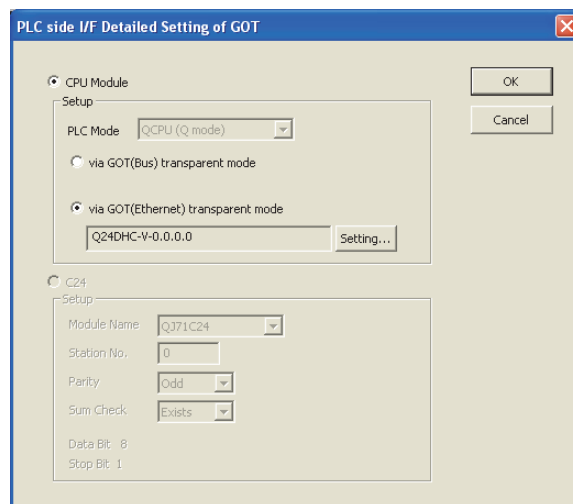 PLC side I/F Detailed Setting of GOT
CPU Module
OK
Setup
Cancel
PLC Mode QCPU (Q mode)
via GOT(Bus) transparent mode
via GOT(Ethernet) transparent mode
Q24DHC-V-0.0.0.0 Setting...
C24
Setup
Module Name QJ71C24
Station No. 0
Parity Odd
Sum Check Exists
Data Bit 8
Stop Bit 1